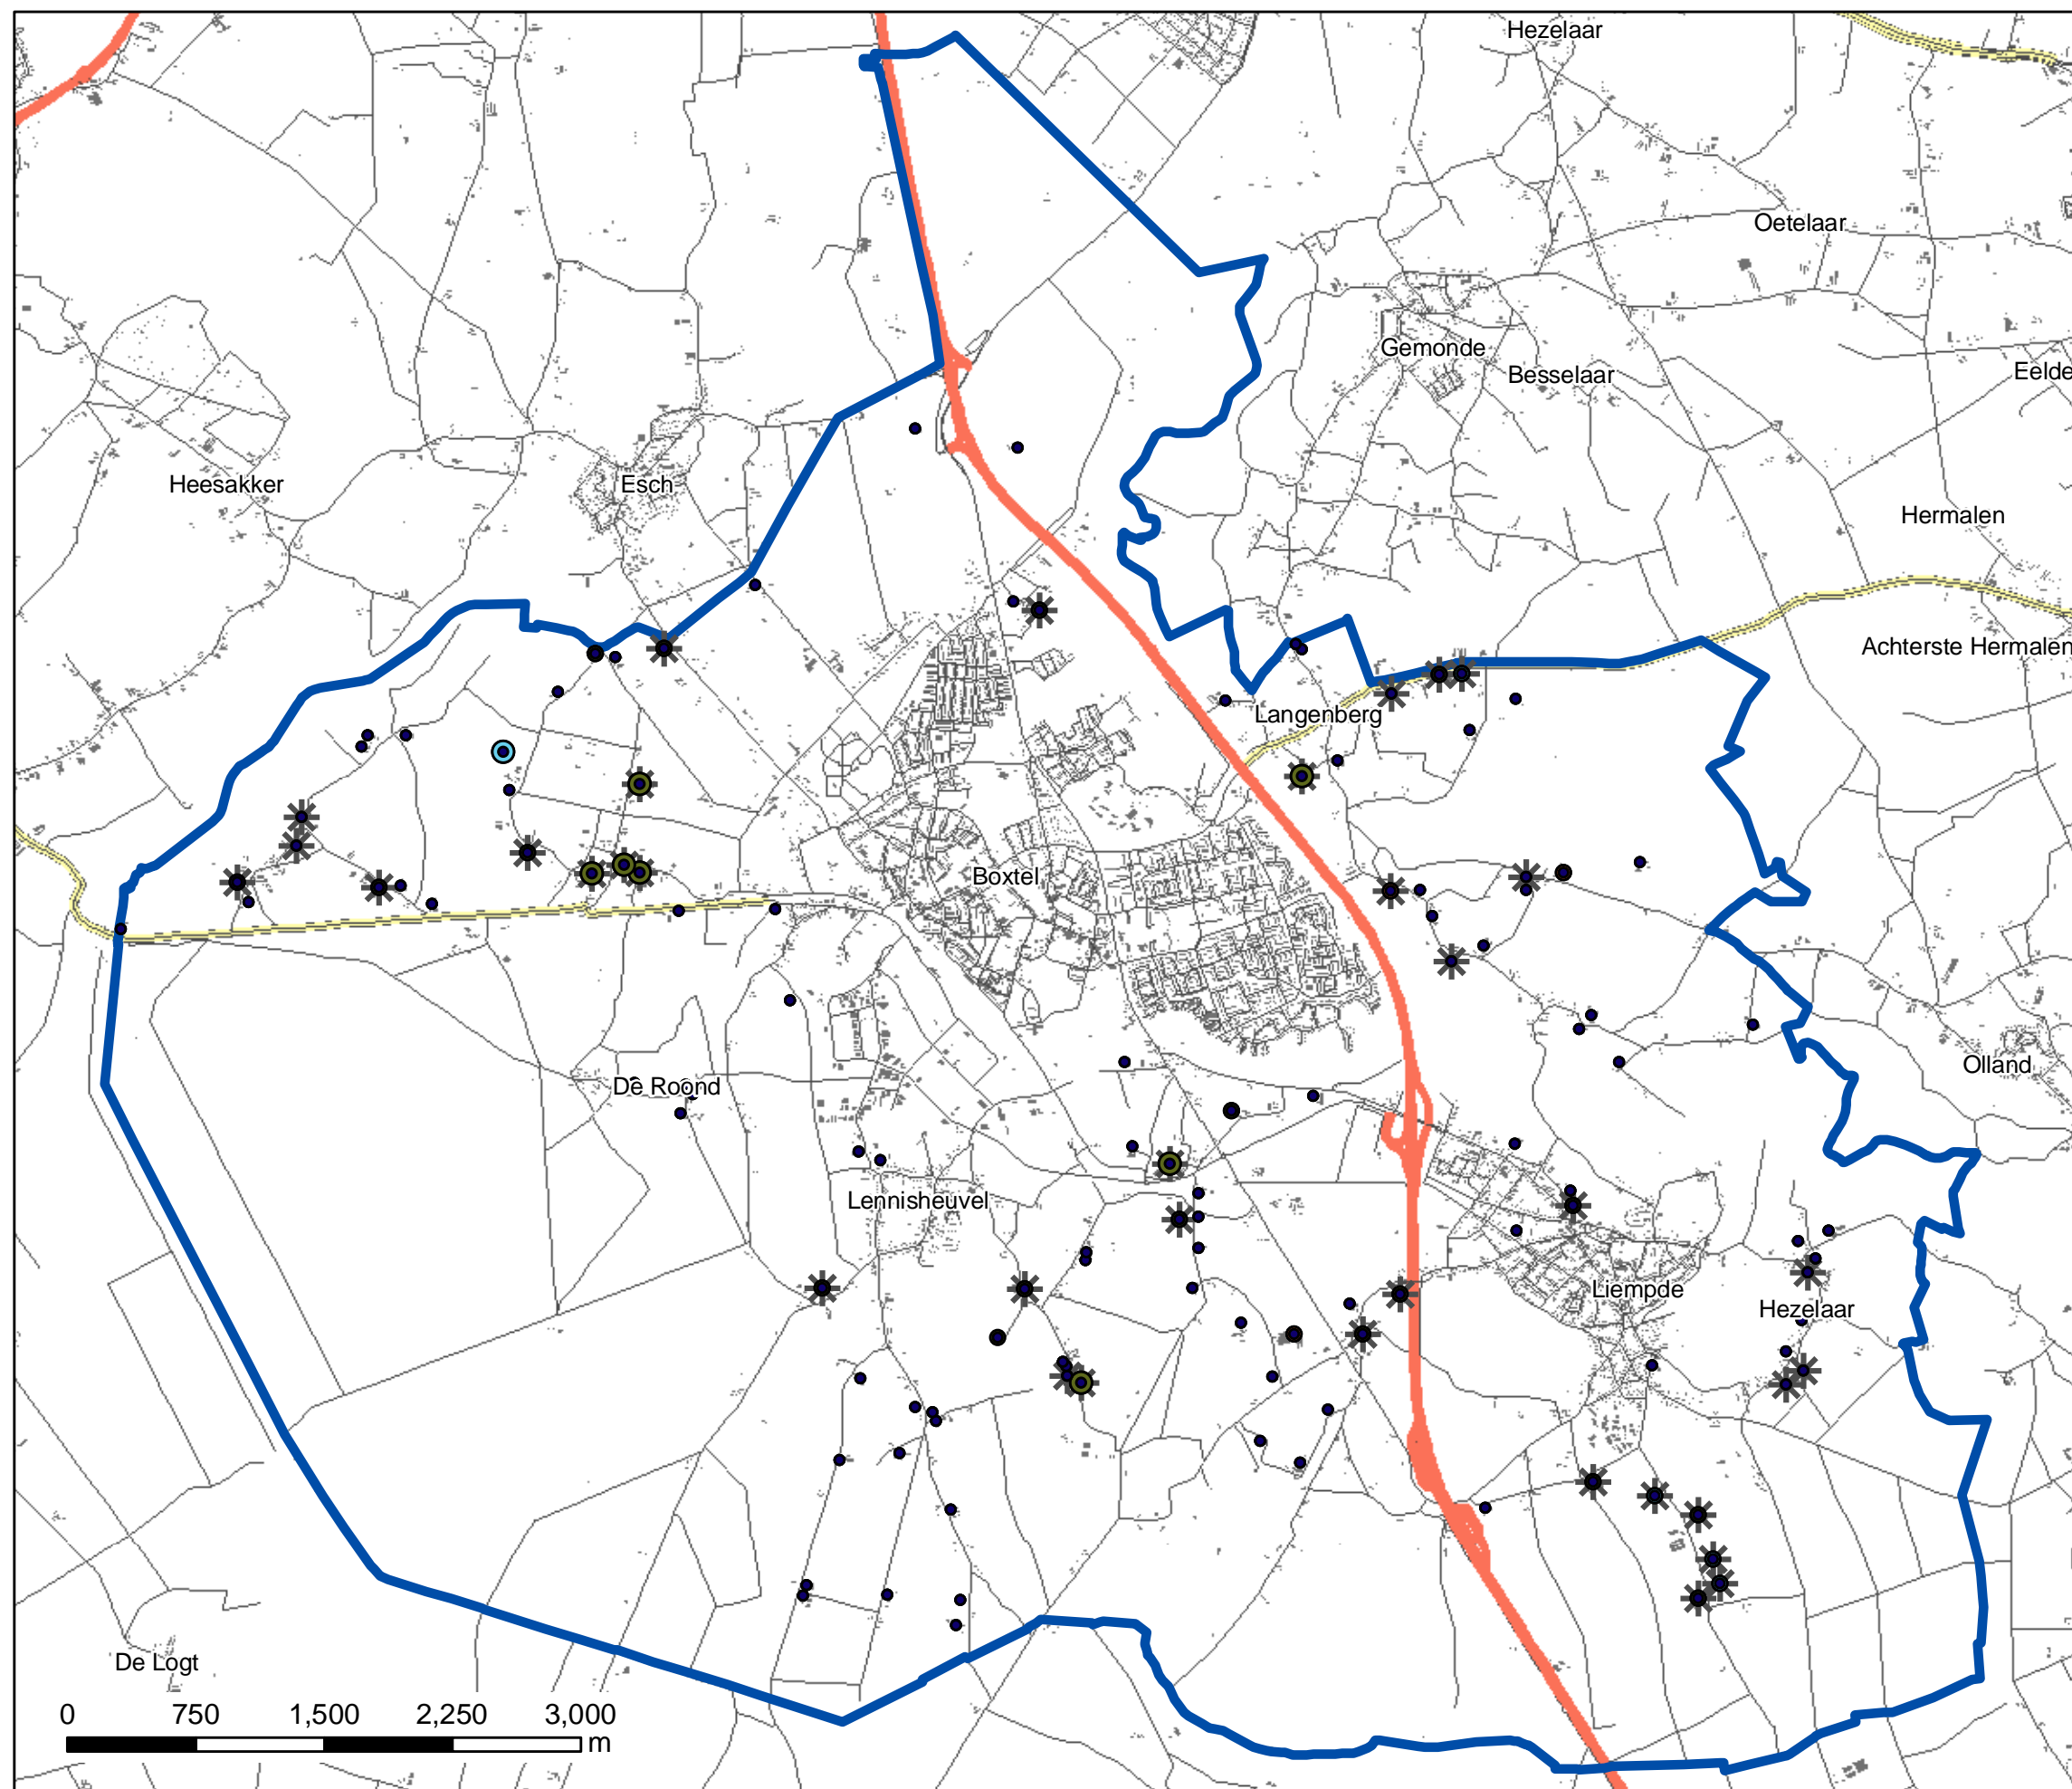 Hezelaar
Oetelaar
Gemonde
Besselaar
Eelde
Heesakker
Esch
Hermalen
Achterste Hermalen
Langenberg
Boxtel
Olland
De Roond
Lennisheuvel
Liempde
Hezelaar
De Logt
0 750 1,500 2,250 3,000
m